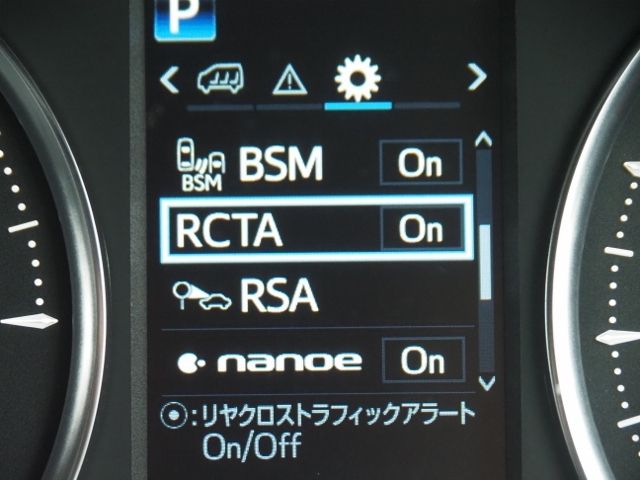 P
BSM BSM On
RCTA On
RSA
nanoe On
⦿:リヤクロストラフィックアラート
On/Off